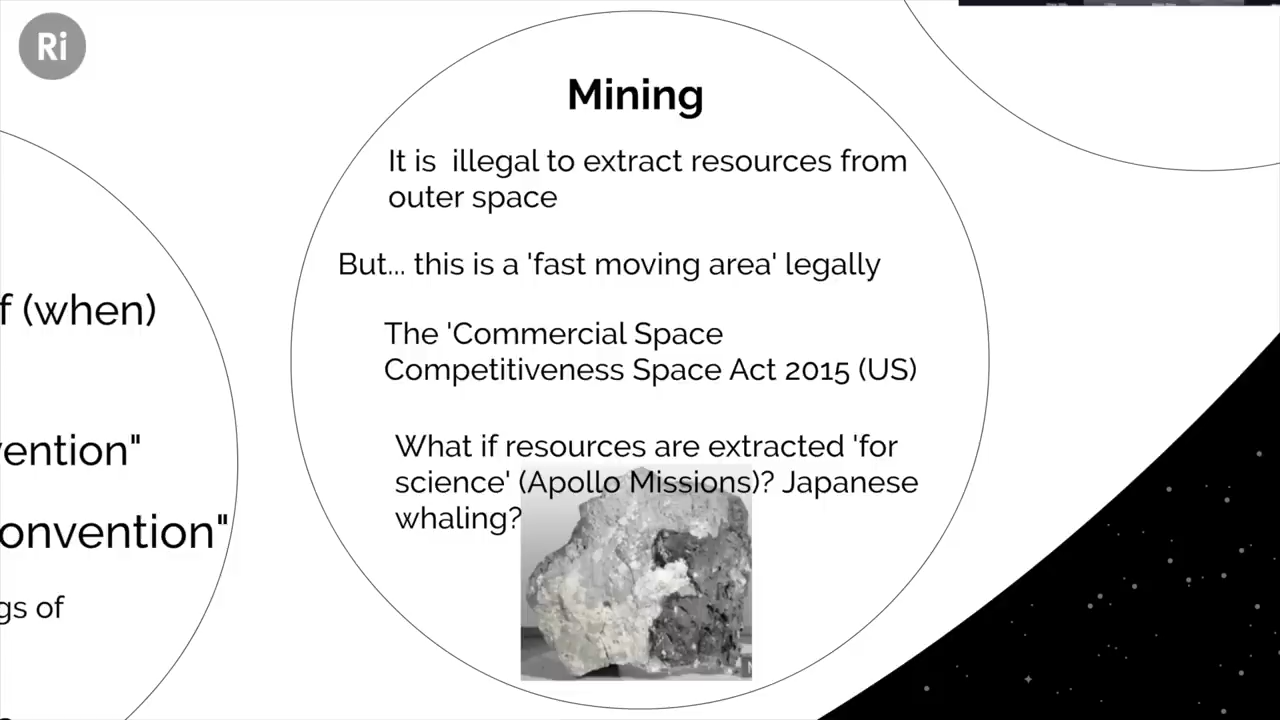 Ri
Mining
It is  illegal to extract resources from
outer space
But... this is a 'fast moving area' legally
The 'Commercial Space
Competitiveness Space Act 2015 (US)
What if resources are extracted 'for
science' (Apollo Missions)? Japanese
whaling?
f (when)
vention"
onvention"
gs of